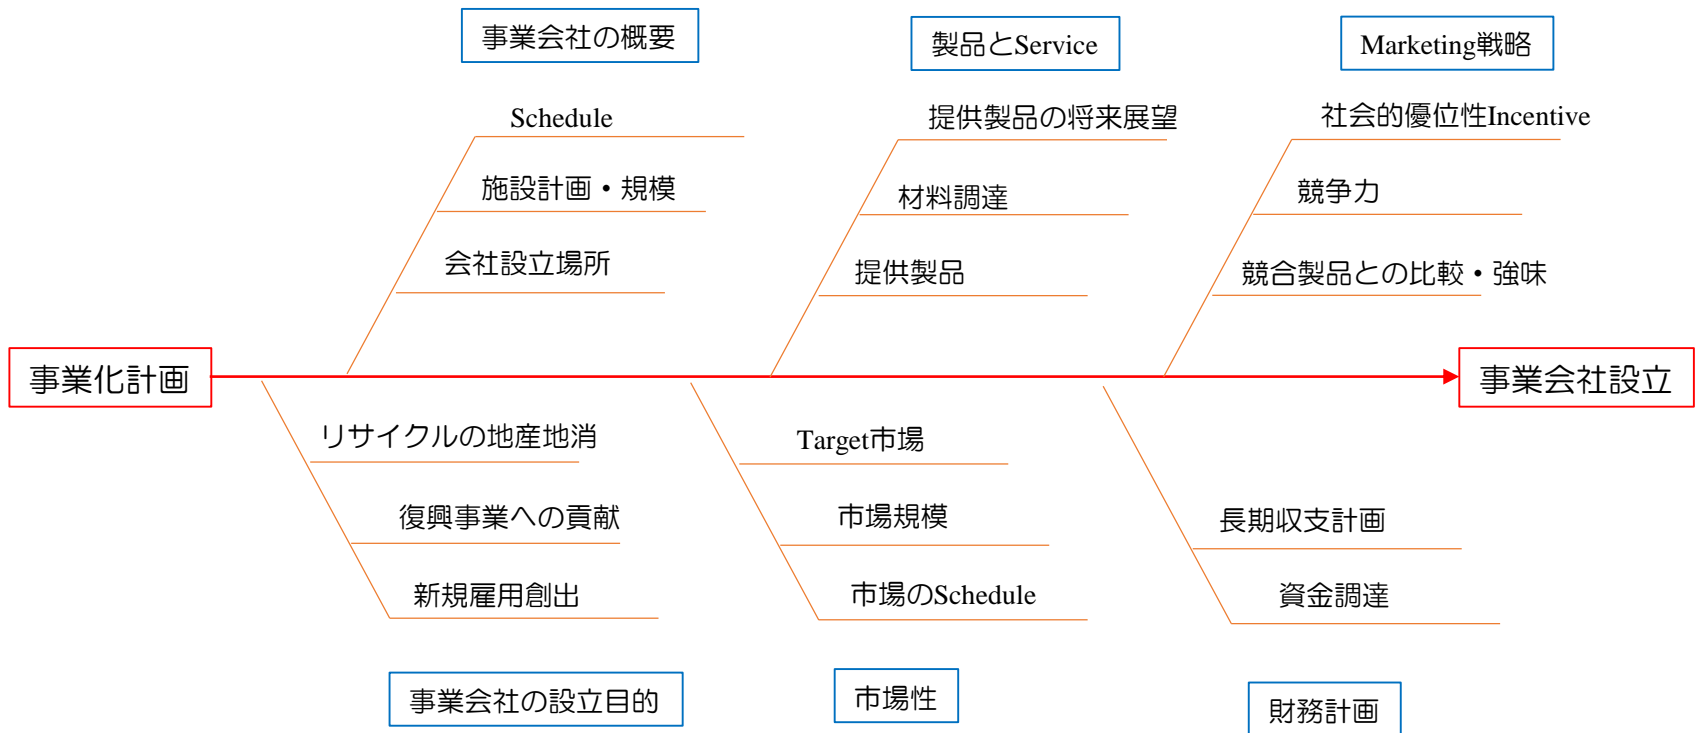 事業会社の概要
製品とService
Marketing戦略
Schedule
提供製品の将来展望
社会的優位性Incentive
施設計画・規模
材料調達
競争力
会社設立場所
提供製品
競合製品との比較・強味
事業化計画
事業会社設立
リサイクルの地産地消
Target市場
復興事業への貢献
市場規模
長期収支計画
新規雇用創出
市場のSchedule
資金調達
事業会社の設立目的
市場性
財務計画